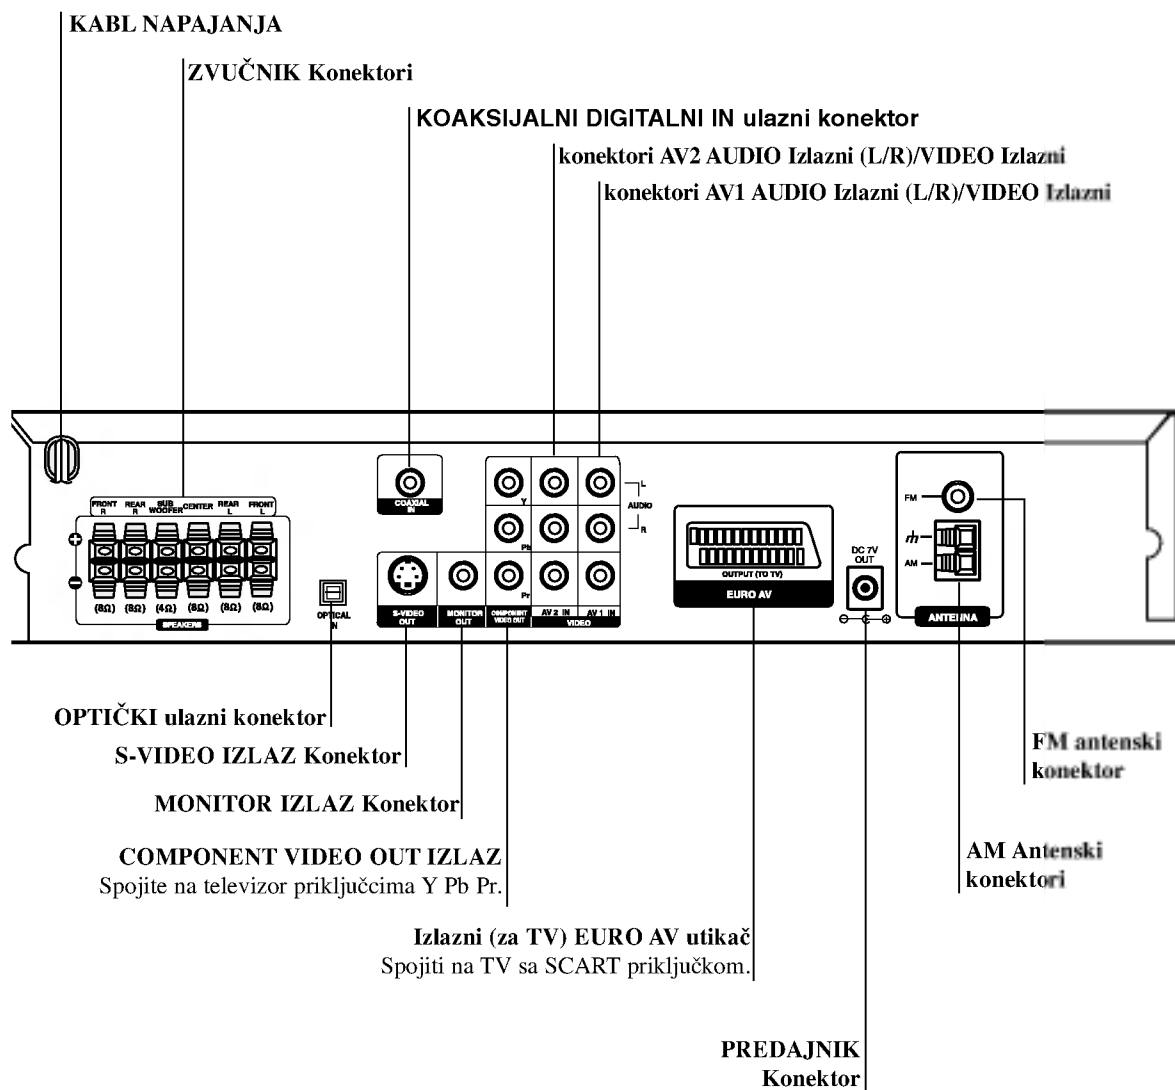 KABL NAPAJANJA
ZVUČNIK Konektori
KOAKSIJALNI DIGITALNI IN ulazni konektor
konektori AV2 AUDIO Izlazni (L/R)/VIDEO Izlazni
konektori AV1 AUDIO Izlazni (L/R)/VIDEO Izlazni
FRONT R
REAR R
SUB WOOFER
CENTER
REAR L
FRONT L
(8Ω) (8Ω) (4Ω) (8Ω) (8Ω) (8Ω)
SPEAKERS
OPTICAL IN
COAXIAL IN
Y
Pb
Pr
L
AUDIO
R
S-VIDEO OUT
MONITOR OUT
COMPONENT VIDEO OUT
AV 2 IN
AV 1 IN
VIDEO
OUTPUT (TO TV)
EURO AV
DC 7V OUT
FM
AM
ANTENNA
OPTIČKI ulazni konektor
S-VIDEO IZLAZ Konektor
MONITOR IZLAZ Konektor
COMPONENT VIDEO OUT IZLAZ
Spojite na televizor priključcima Y Pb Pr.
Izlazni (za TV) EURO AV utikač
Spojiti na TV sa SCART priključkom.
PREDAJNIK
Konektor
FM antenski
konektor
AM Antenski
konektori